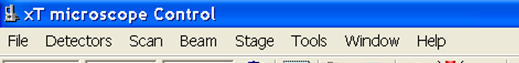 xT microscope Control
File Detectors Scan Beam Stage Tools Window Help